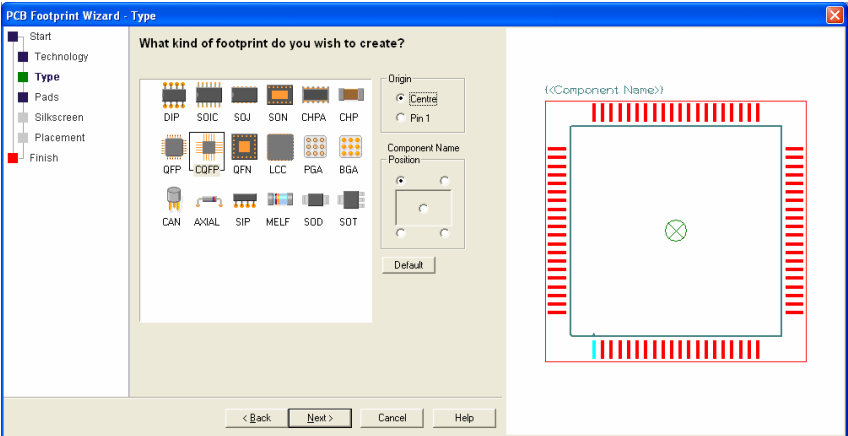 PCB Footprint Wizard - Type
Start
Technology
Type
Pads
Silkscreen
Placement
Finish
What kind of footprint do you wish to create?
DIP SOIC SOJ SON CHPA CHP
QFP CQFP QFN LCC PGA BGA
CAN AXIAL SIP MELF SOD SOT
Origin
Centre
Pin 1
Component Name
Position
Default
{<Component Name>}
< Back Next > Cancel Help